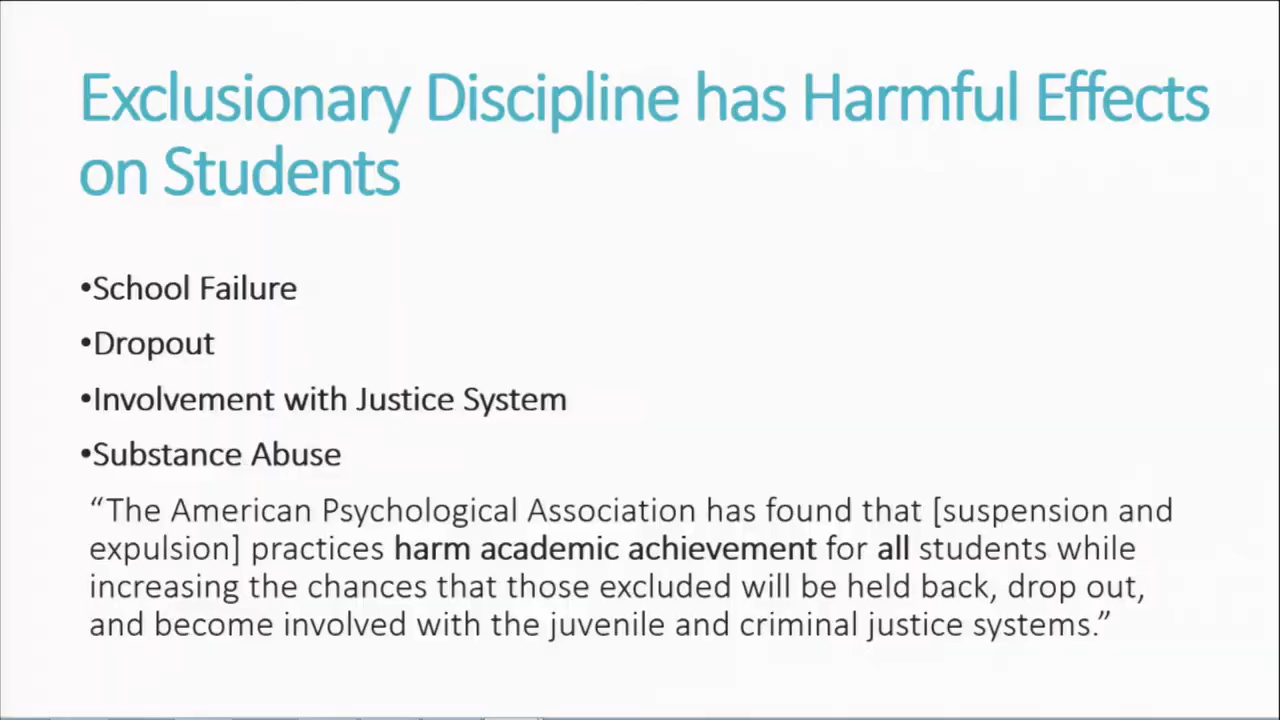 Exclusionary Discipline has Harmful Effects
on Students
•School Failure
•Dropout
•Involvement with Justice System
•Substance Abuse
“The American Psychological Association has found that [suspension and
expulsion] practices harm academic achievement for all students while
increasing the chances that those excluded will be held back, drop out,
and become involved with the juvenile and criminal justice systems.”